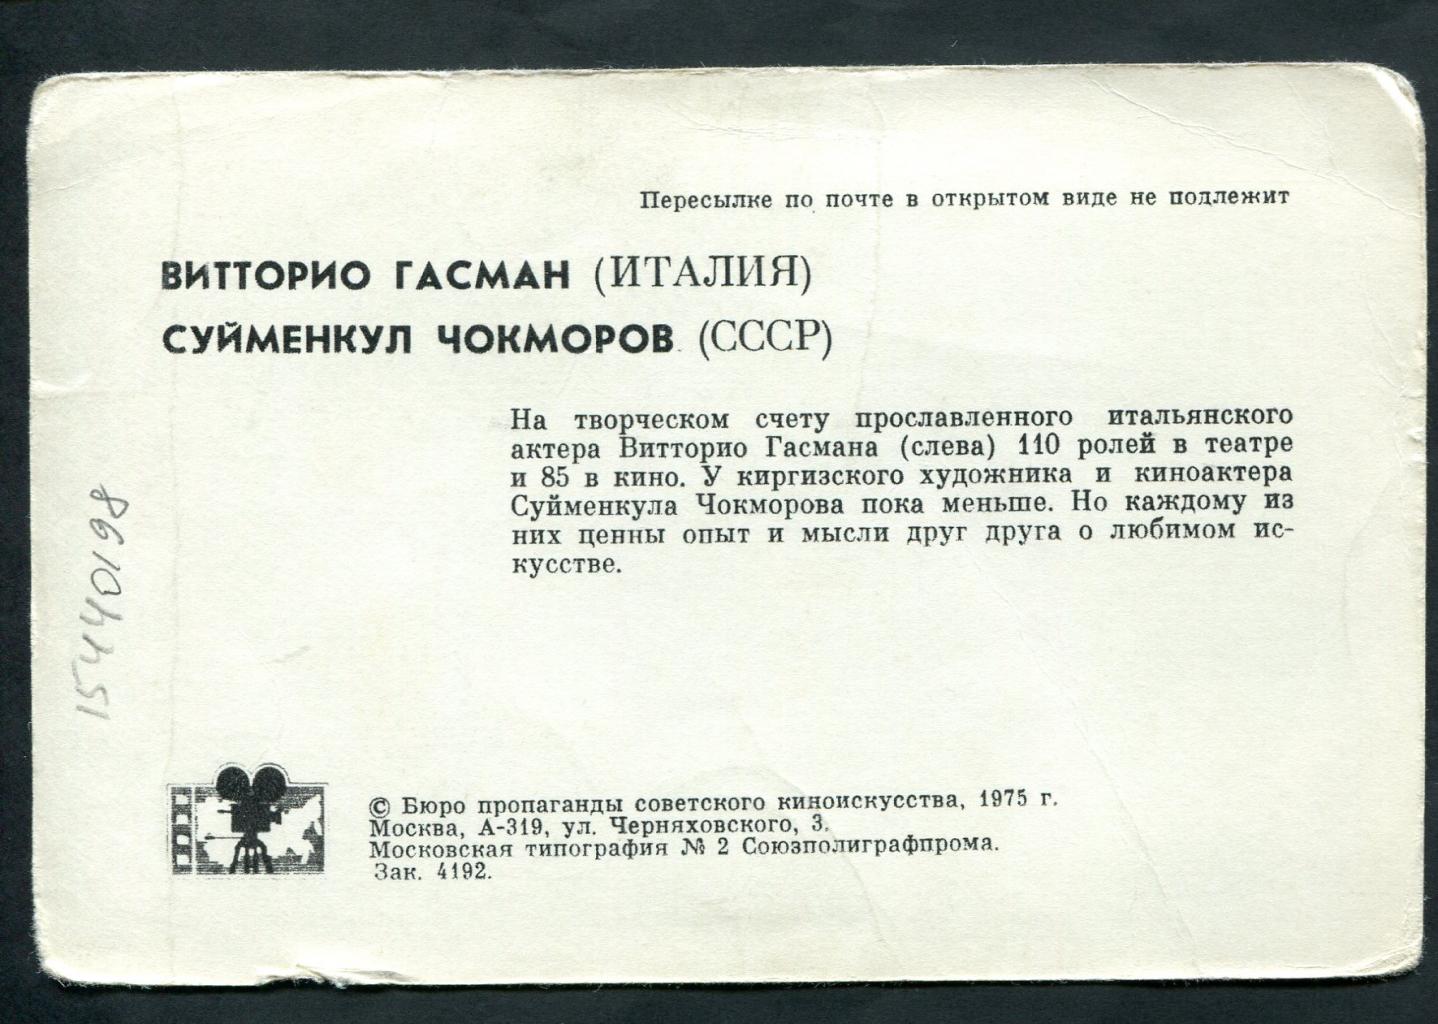 Пересылке по почте в открытом виде не подлежит
ВИТТОРИО ГАСМАН (ИТАЛИЯ)
СУЙМЕНКУЛ ЧОКМОРОВ (СССР)
На творческом счету прославленного итальянского
актера Витторио Гасмана (слева) 110 ролей в театре
и 85 в кино. У киргизского художника и киноактера
Суйменкула Чокморова пока меньше. Но каждому из
них ценны опыт и мысли друг друга о любимом ис-
кусстве.
15440198
© Бюро пропаганды советского киноискусства, 1975 г.
Москва, А-319, ул. Черняховского, 3.
Московская типография № 2 Союзполиграфпрома.
Зак. 4192.